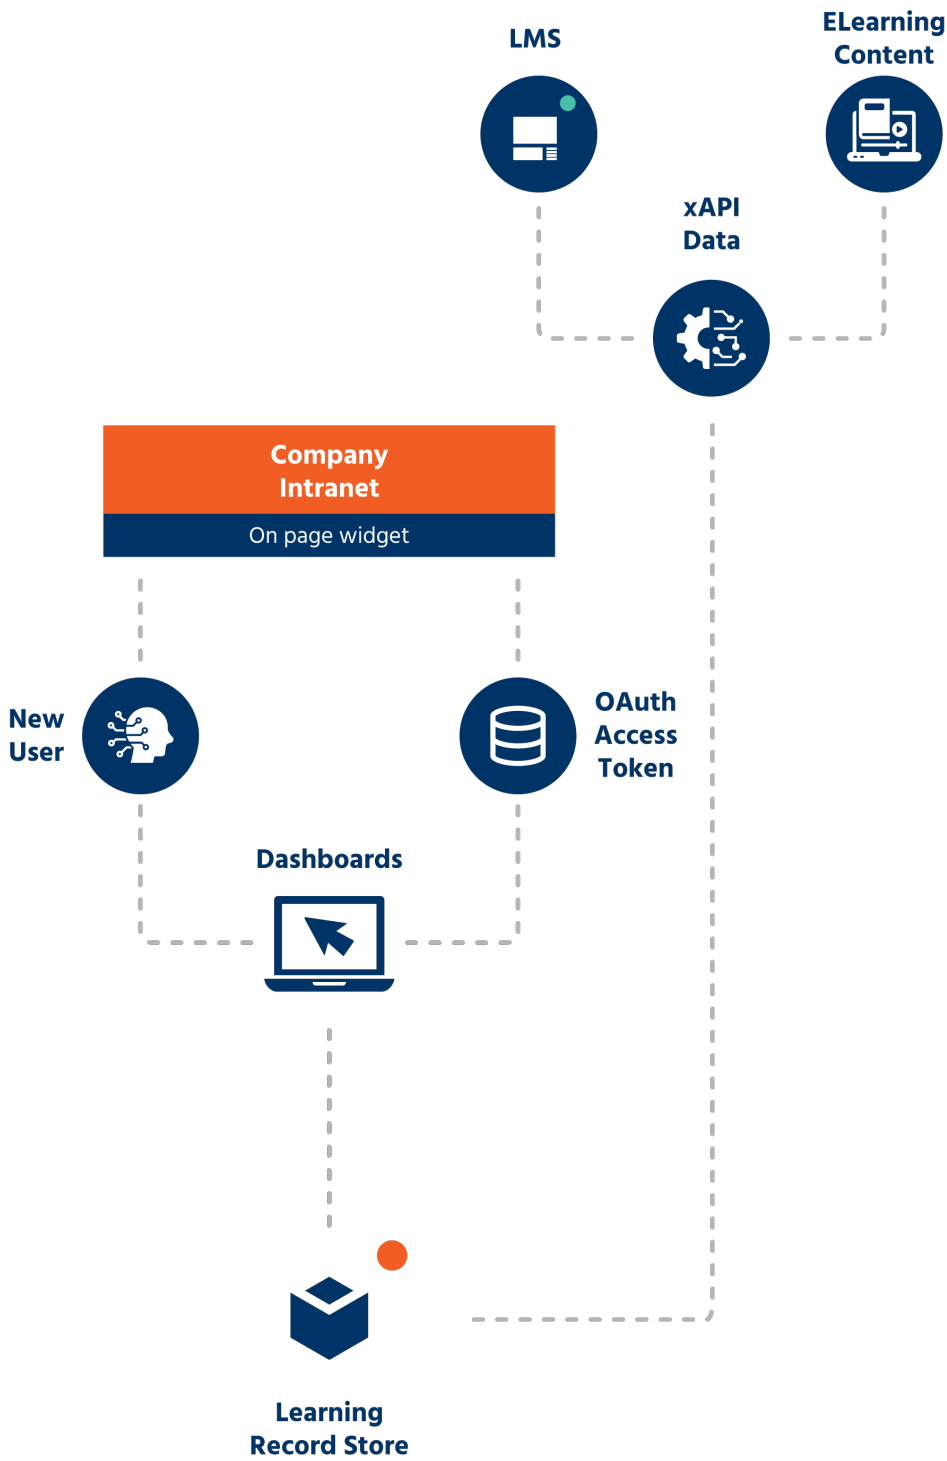 LMS
ELearning
Content
xAPI
Data
Company
Intranet
On page widget
New
User
OAuth
Access
Token
Dashboards
Learning
Record Store